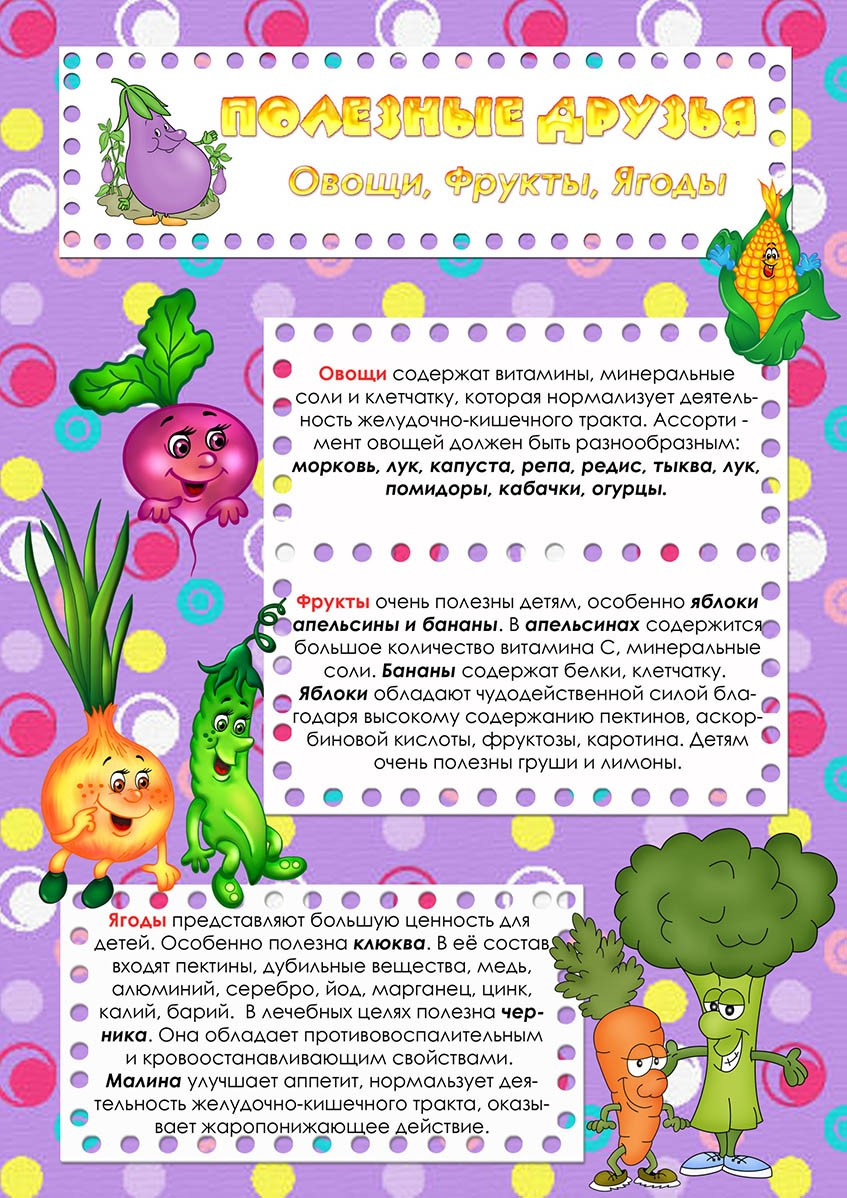 ПОЛЕЗНЫЕ ДРУЗЬЯ
Овощи, Фрукты, Ягоды
Овощи содержат витамины, минеральные
соли и клетчатку, которая нормализует деятель-
ность желудочно-кишечного тракта. Ассорти -
мент овощей должен быть разнообразным:
морковь, лук, капуста, репа, редис, тыква, лук,
помидоры, кабачки, огурцы.
Фрукты очень полезны детям, особенно яблоки
апельсины и бананы. В апельсинах содержится
большое количество витамина С, минеральные
соли. Бананы содержат белки, клетчатку.
Яблоки обладают чудодейственной силой бла-
годаря высокому содержанию пектинов, аскор-
биновой кислоты, фруктозы, каротина. Детям
очень полезны груши и лимоны.
Ягоды представляют большую ценность для
детей. Особенно полезна клюква. В её состав
входят пектины, дубильные вещества, медь,
алюминий, серебро, йод, марганец, цинк,
калий, барий. В лечебных целях полезна чер-
ника. Она обладает противовоспалительным
и кровоостанавливающим свойствами.
Малина улучшает аппетит, нормальзует дея-
тельность желудочно-кишечного тракта, оказы-
вает жаропонижающее действие.